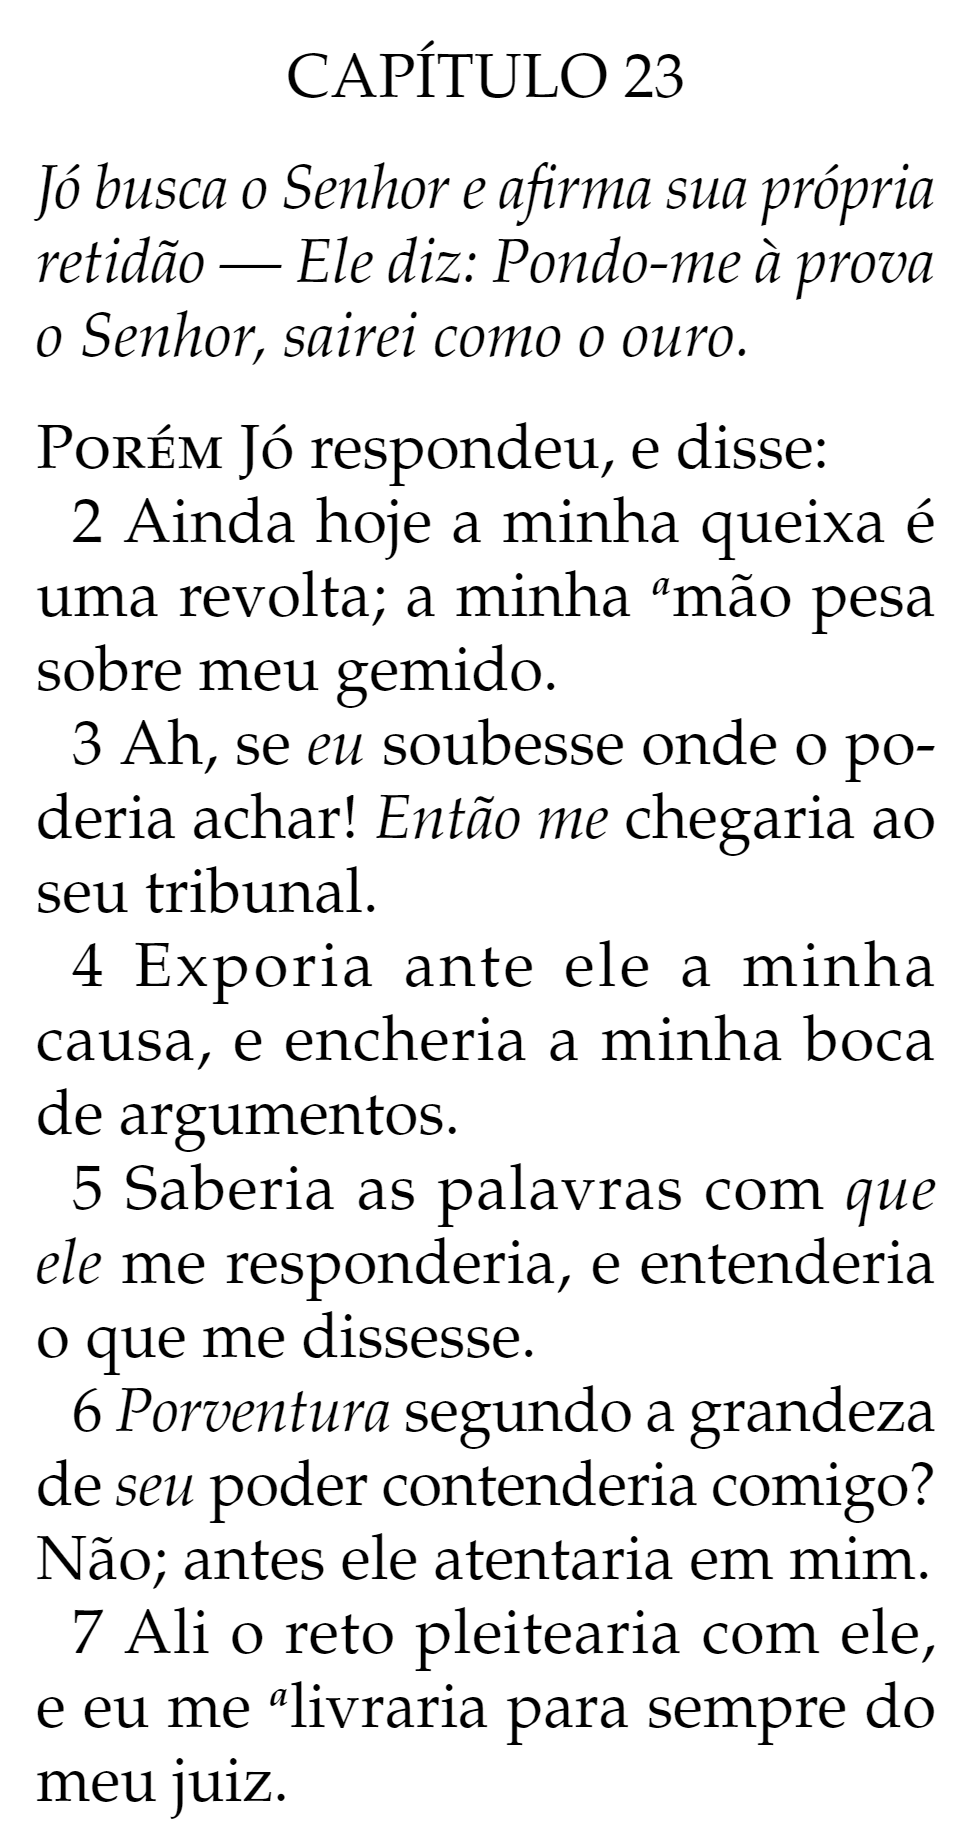 CAPÍTULO 23
Jó busca o Senhor e afirma sua própria
retidão — Ele diz: Pondo-me à prova
o Senhor, sairei como o ouro.
PORÉM Jó respondeu, e disse:
2 Ainda hoje a minha queixa é
uma revolta; a minha ᵃmão pesa
sobre meu gemido.
3 Ah, se eu soubesse onde o po-
deria achar! Então me chegaria ao
seu tribunal.
4 Exporia ante ele a minha
causa, e encheria a minha boca
de argumentos.
5 Saberia as palavras com que
ele me responderia, e entenderia
o que me dissesse.
6 Porventura segundo a grandeza
de seu poder contenderia comigo?
Não; antes ele atentaria em mim.
7 Ali o reto pleitearia com ele,
e eu me ᵃlivraria para sempre do
meu juiz.